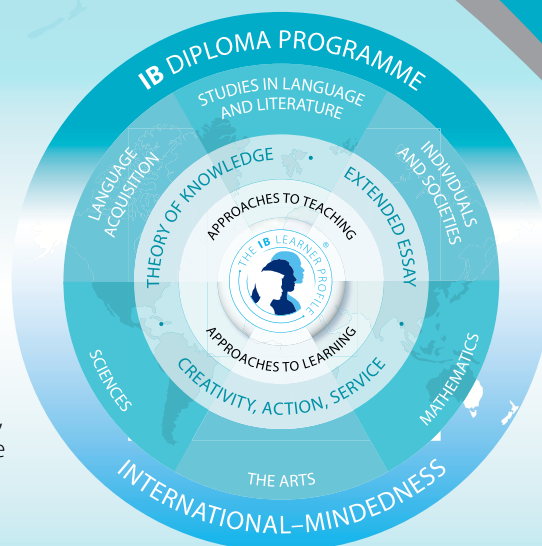 IB DIPLOMA PROGRAMME
STUDIES IN LANGUAGE
AND LITERATURE
LANGUAGE
ACQUISITION
INDIVIDUALS
AND SOCIETIES
THEORY OF KNOWLEDGE
•
EXTENDED ESSAY
APPROACHES TO TEACHING
THE IB LEARNER PROFILE
®
APPROACHES TO LEARNING
•
•
CREATIVITY, ACTION, SERVICE
SCIENCES
MATHEMATICS
THE ARTS
INTERNATIONAL–MINDEDNESS